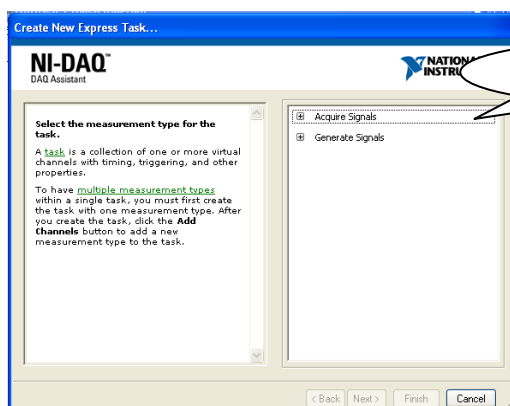 Create New Express Task...
NI-DAQ™
DAQ Assistant
Select the measurement type for the
task.
A task is a collection of one or more virtual
channels with timing, triggering, and other
properties.
To have multiple measurement types
within a single task, you must first create
the task with one measurement type. After
you create the task, click the Add
Channels button to add a new
measurement type to the task.
Acquire Signals
Generate Signals
< Back Next > Finish Cancel